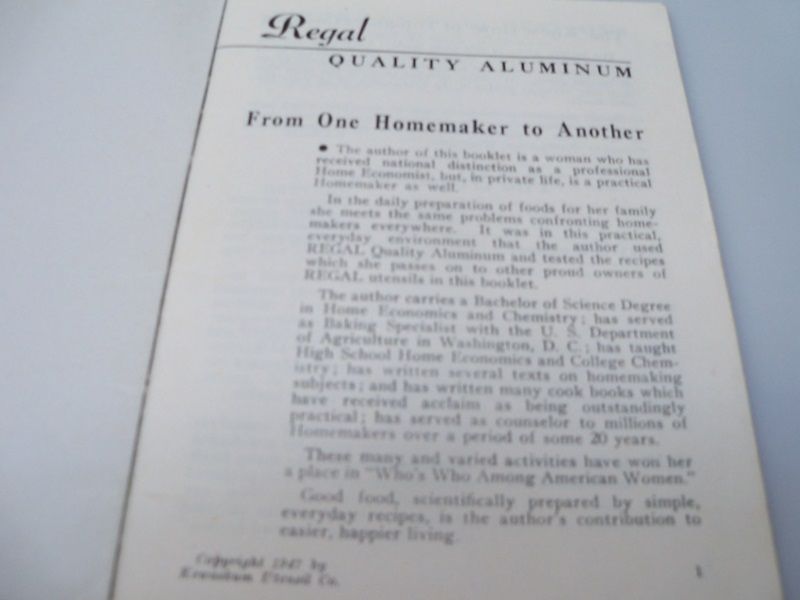 Regal
QUALITY ALUMINUM
From One Homemaker to Another
• The author of this booklet is a woman who has
received national distinction as a professional
Home Economist, but, in private life, is a practical
Homemaker as well.
In the daily preparation of foods for her family
she meets the same problems confronting home-
makers everywhere. It was in this practical,
everyday environment that the author used
REGAL Quality Aluminum and tested the recipes
which she passes on to other proud owners of
REGAL utensils in this booklet.
The author carries a Bachelor of Science Degree
in Home Economics and Chemistry; has served
as Baking Specialist with the U. S. Department
of Agriculture in Washington, D. C.; has taught
High School Home Economics and College Chem-
istry; has written several texts on homemaking
subjects; and has written many cook books which
have received acclaim as being outstandingly
practical; has served as counselor to millions of
Homemakers over a period of some 20 years.
These many and varied activities have won her
a place in "Who's Who Among American Women."
Good food, scientifically prepared by simple,
everyday recipes, is the author's contribution to
easier, happier living.
Copyright 1947 by
Kewaskum Utensil Co.
1